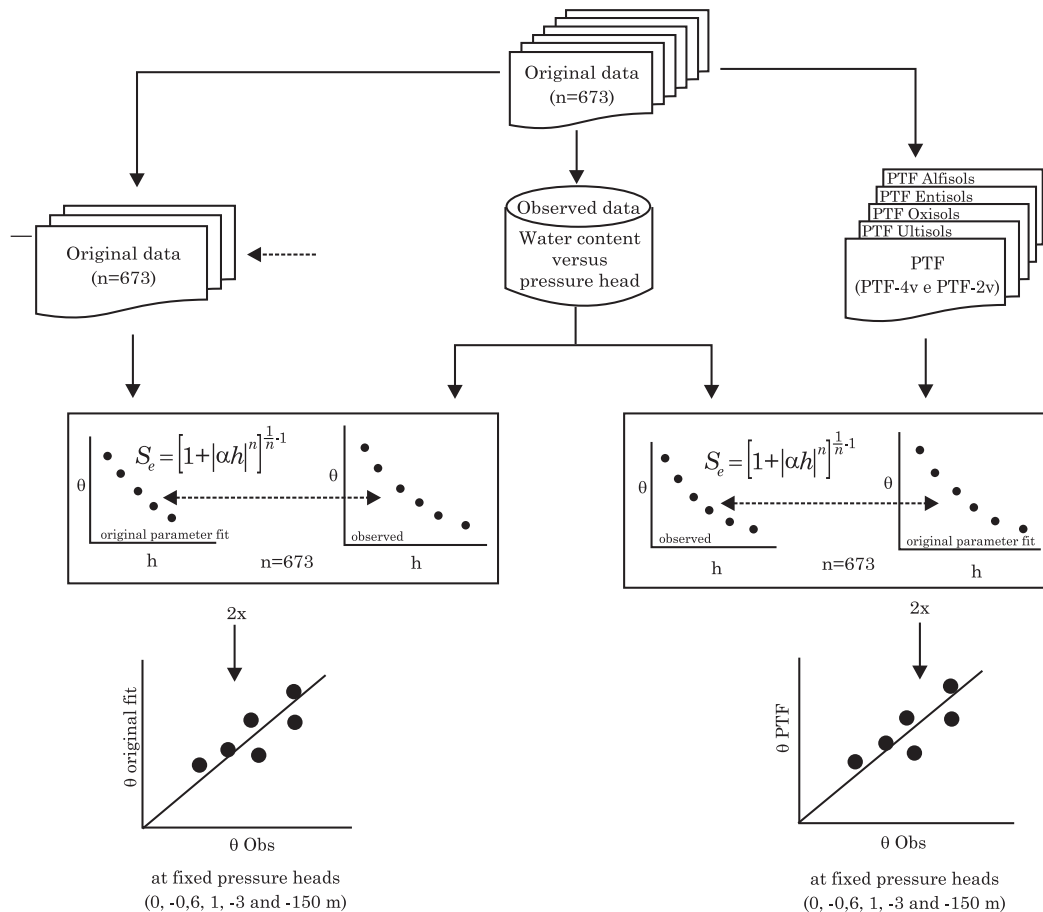 Original data
(n=673)
Original data
(n=673)
Observed data
Water content
versus
pressure head
PTF Alfisols
PTF Entisols
PTF Oxisols
PTF Ultisols
PTF
(PTF-4v e PTF-2v)
S_e = [1+|αh|^n]^{1/n-1}
θ
original parameter fit
h
θ
observed
h
n=673
S_e = [1+|αh|^n]^{1/n-1}
θ
observed
h
θ
original parameter fit
h
n=673
2x
θ original fit
θ Obs
at fixed pressure heads
(0, -0,6, 1, -3 and -150 m)
2x
θ PTF
θ Obs
at fixed pressure heads
(0, -0,6, 1, -3 and -150 m)